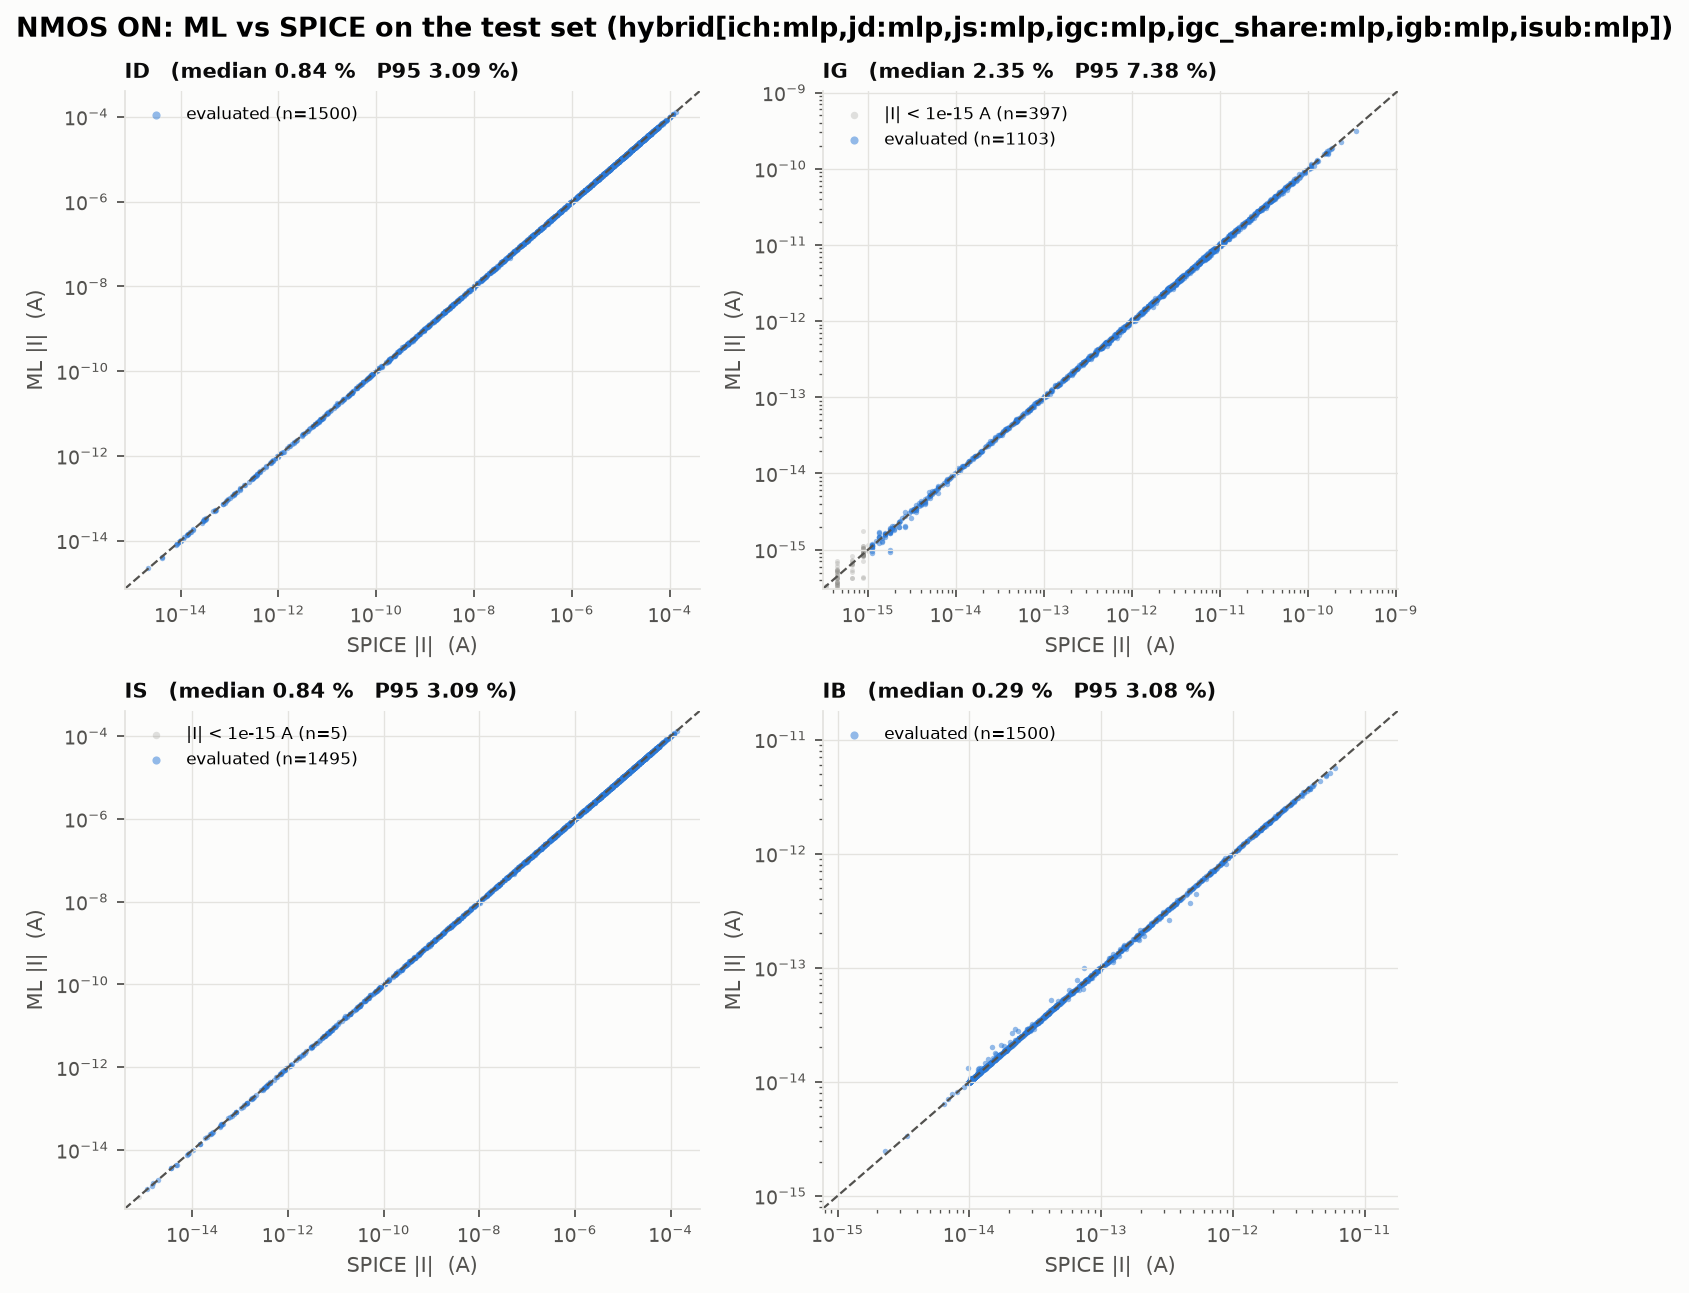 NMOS ON: ML vs SPICE on the test set (hybrid[ich:mlp,jd:mlp,js:mlp,igc:mlp,igc_share:mlp,igb:mlp,isub:mlp])
ID (median 0.84 % P95 3.09 %)
evaluated (n=1500)
10⁻⁴
10⁻⁶
10⁻⁸
10⁻¹⁰
10⁻¹²
10⁻¹⁴
ML |I| (A)
10⁻¹⁴ 10⁻¹² 10⁻¹⁰ 10⁻⁸ 10⁻⁶ 10⁻⁴
SPICE |I| (A)
IG (median 2.35 % P95 7.38 %)
|I| < 1e-15 A (n=397)
evaluated (n=1103)
10⁻⁹
10⁻¹⁰
10⁻¹¹
10⁻¹²
10⁻¹³
10⁻¹⁴
10⁻¹⁵
ML |I| (A)
10⁻¹⁵ 10⁻¹⁴ 10⁻¹³ 10⁻¹² 10⁻¹¹ 10⁻¹⁰ 10⁻⁹
SPICE |I| (A)
IS (median 0.84 % P95 3.09 %)
|I| < 1e-15 A (n=5)
evaluated (n=1495)
10⁻⁴
10⁻⁶
10⁻⁸
10⁻¹⁰
10⁻¹²
10⁻¹⁴
ML |I| (A)
10⁻¹⁴ 10⁻¹² 10⁻¹⁰ 10⁻⁸ 10⁻⁶ 10⁻⁴
SPICE |I| (A)
IB (median 0.29 % P95 3.08 %)
evaluated (n=1500)
10⁻¹¹
10⁻¹²
10⁻¹³
10⁻¹⁴
10⁻¹⁵
ML |I| (A)
10⁻¹⁵ 10⁻¹⁴ 10⁻¹³ 10⁻¹² 10⁻¹¹
SPICE |I| (A)